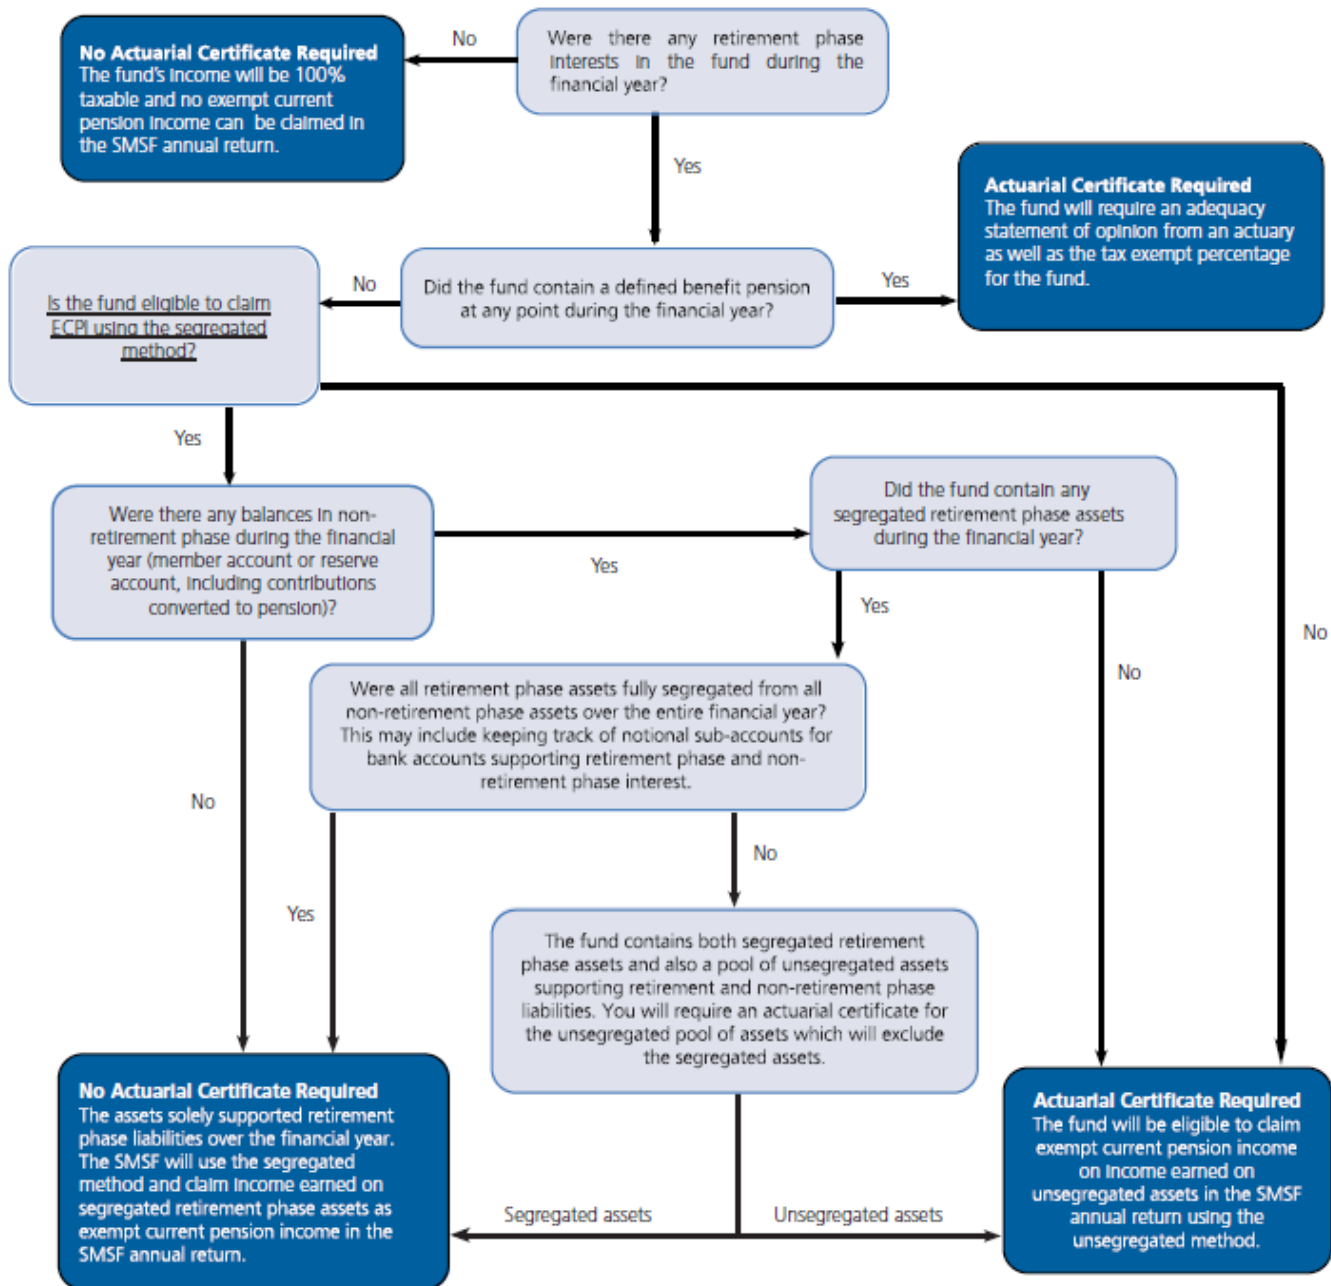 No Actuarial Certificate Required
The fund's income will be 100%
taxable and no exempt current
pension income can be claimed in
the SMSF annual return.
No
Were there any retirement phase
interests in the fund during the
financial year?
Yes
Actuarial Certificate Required
The fund will require an adequacy
statement of opinion from an actuary
as well as the tax exempt percentage
for the fund.
Is the fund eligible to claim
ECPI using the segregated
method?
No
Did the fund contain a defined benefit pension
at any point during the financial year?
Yes
Yes
Were there any balances in non-
retirement phase during the financial
year (member account or reserve
account, including contributions
converted to pension)?
Yes
Did the fund contain any
segregated retirement phase assets
during the financial year?
Yes
No
No
Were all retirement phase assets fully segregated from all
non-retirement phase assets over the entire financial year?
This may include keeping track of notional sub-accounts for
bank accounts supporting retirement phase and non-
retirement phase interest.
No
Yes
No
The fund contains both segregated retirement
phase assets and also a pool of unsegregated assets
supporting retirement and non-retirement phase
liabilities. You will require an actuarial certificate for
the unsegregated pool of assets which will exclude
the segregated assets.
No Actuarial Certificate Required
The assets solely supported retirement
phase liabilities over the financial year.
The SMSF will use the segregated
method and claim income earned on
segregated retirement phase assets as
exempt current pension income in the
SMSF annual return.
Segregated assets
Unsegregated assets
Actuarial Certificate Required
The fund will be eligible to claim
exempt current pension income
on income earned on
unsegregated assets in the SMSF
annual return using the
unsegregated method.